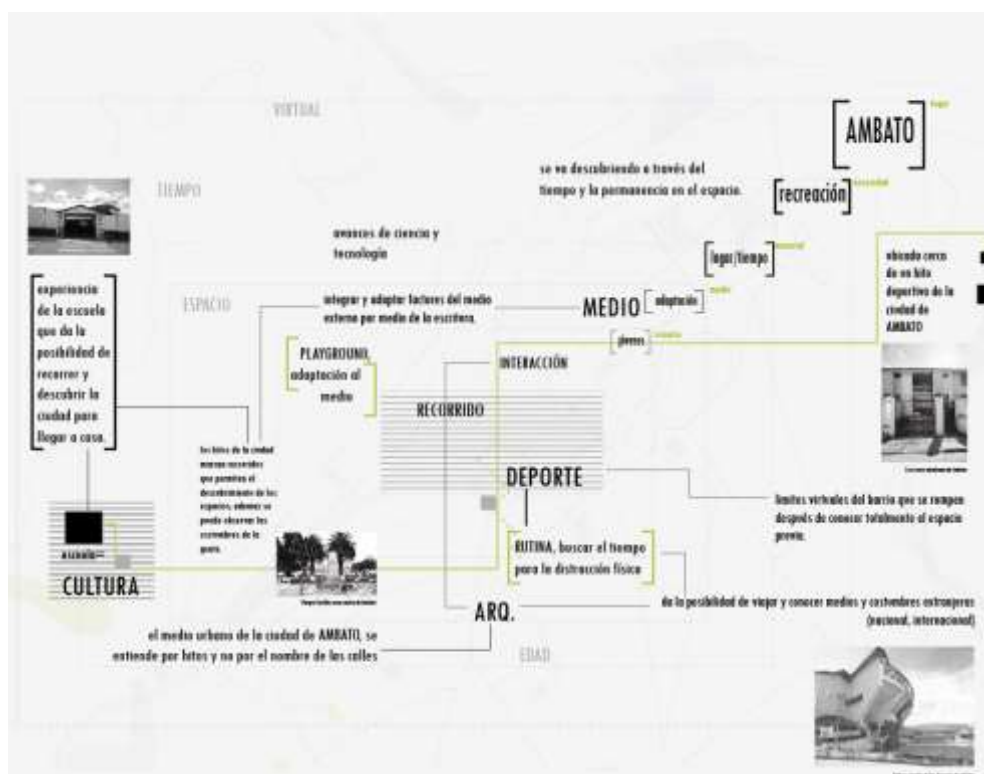 VIRTUAL
AMBATO
lugar
TIEMPO
se va descubriendo a través del
tiempo y la permanencia en el espacio.
[recreación]
avances de ciencia y
tecnología
[lugar/tiempo]
ubicado cerca
de un hito
deportivo de la
ciudad de
AMBATO
experiencia
de la escuela
que da la
posibilidad de
recorrer y
descubrir la
ciudad para
llegar a casa.
ESPACIO
integrar y adaptar factores del medio
externo por medio de la escritura.
MEDIO
[adaptación]
medio
PLAYGROUND,
adaptación al
medio
INTERACCIÓN
RECORRIDO
los hitos de la ciudad
marcan recorridos
que permiten el
descubrimiento de los
espacios, ademas se
puede observar las
costumbres de la
gente.
DEPORTE
limites virtuales del barrio que se rompen
después de conocer totalmente el espacio
previo.
RUTINA, buscar el tiempo
para la distracción física
CULTURA
ARQ.
da la posibilidad de viajar y conocer medios y costumbres extranjeras
(nacional, internacional)
el medio urbano de la ciudad de AMBATO, se
entiende por hitos y no por el nombre de las calles
EDAD